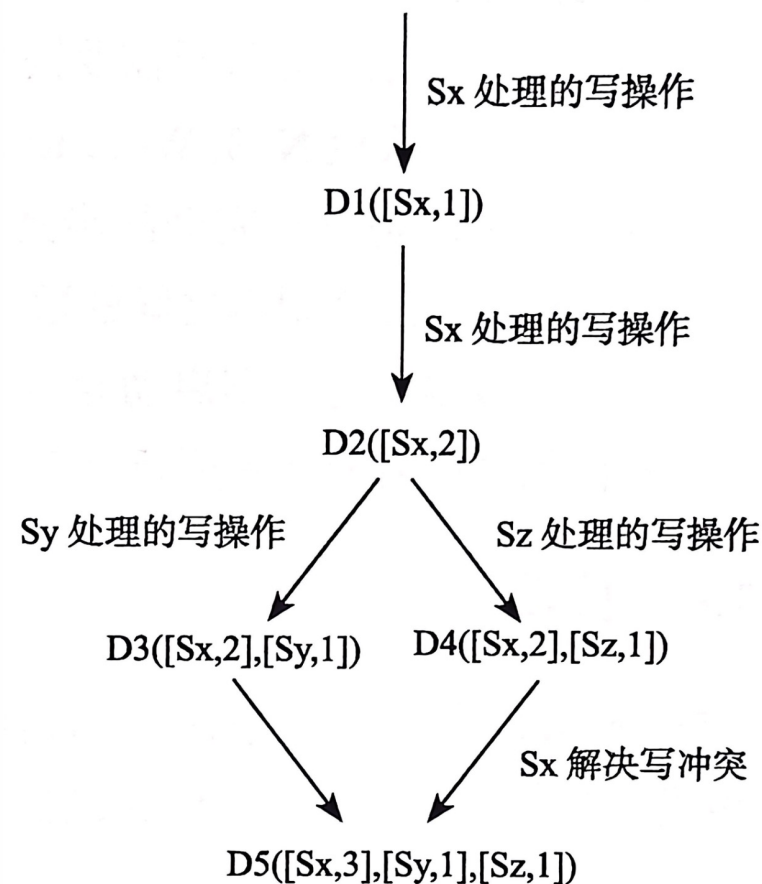 Sx 处理的写操作
D1([Sx,1])
Sx 处理的写操作
D2([Sx,2])
Sy 处理的写操作
Sz 处理的写操作
D3([Sx,2],[Sy,1])
D4([Sx,2],[Sz,1])
Sx 解决写冲突
D5([Sx,3],[Sy,1],[Sz,1])